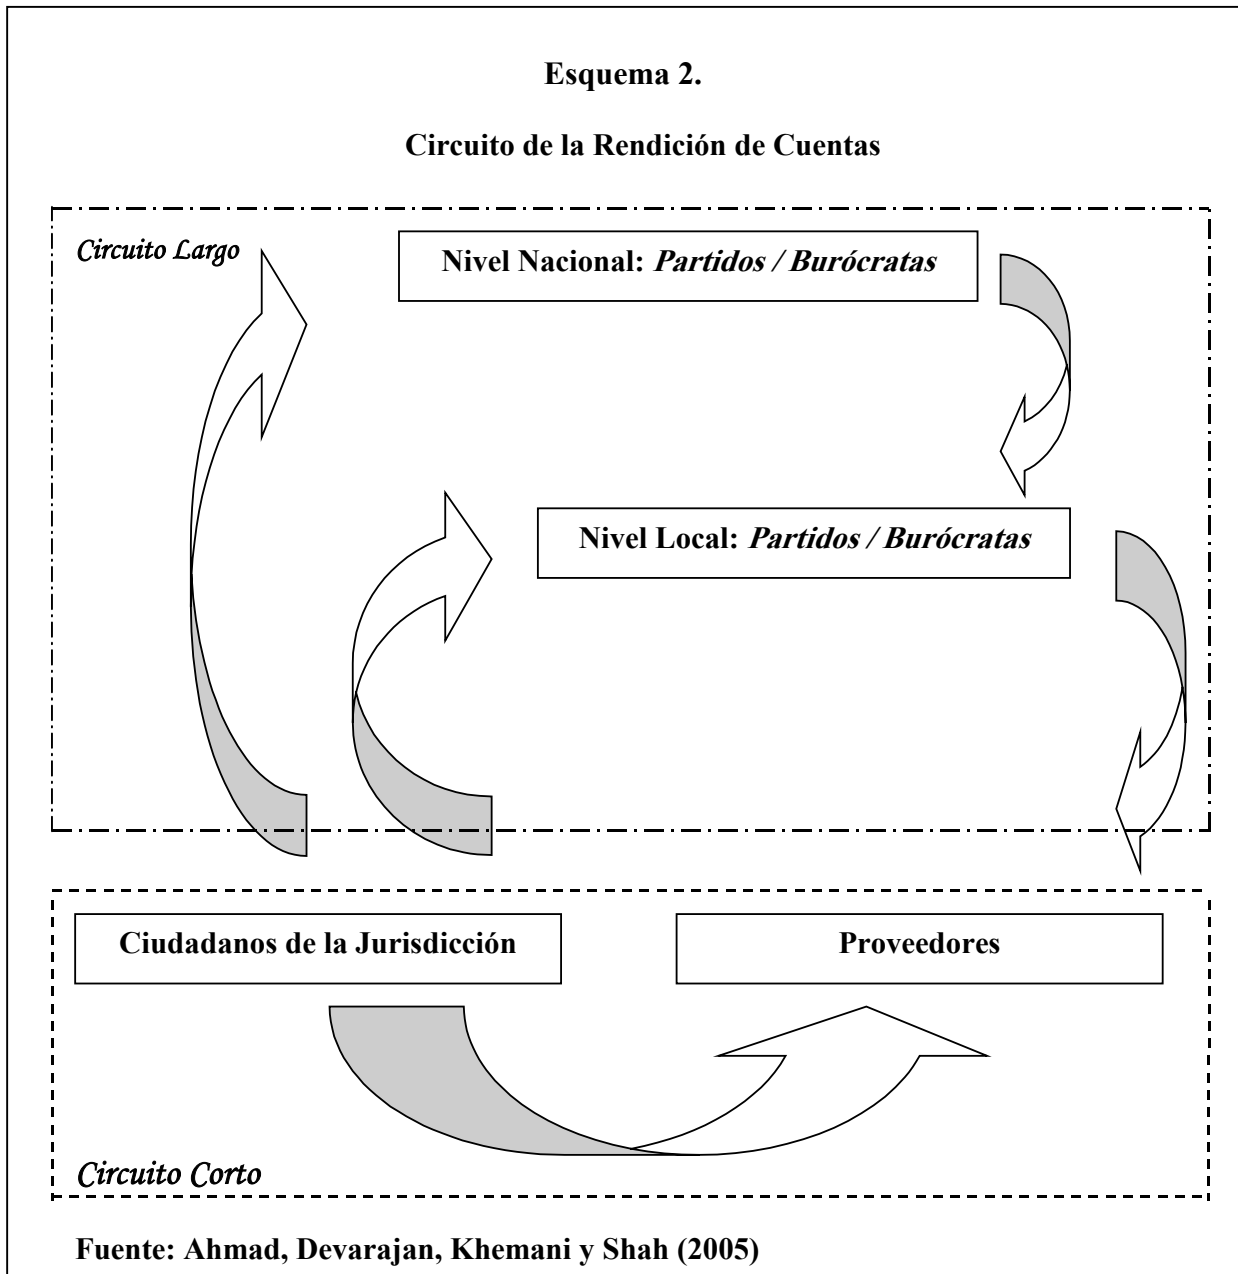 Esquema 2.
Circuito de la Rendición de Cuentas
Circuito Largo
Nivel Nacional: Partidos / Burócratas
Nivel Local: Partidos / Burócratas
Ciudadanos de la Jurisdicción
Proveedores
Circuito Corto
Fuente: Ahmad, Devarajan, Khemani y Shah (2005)